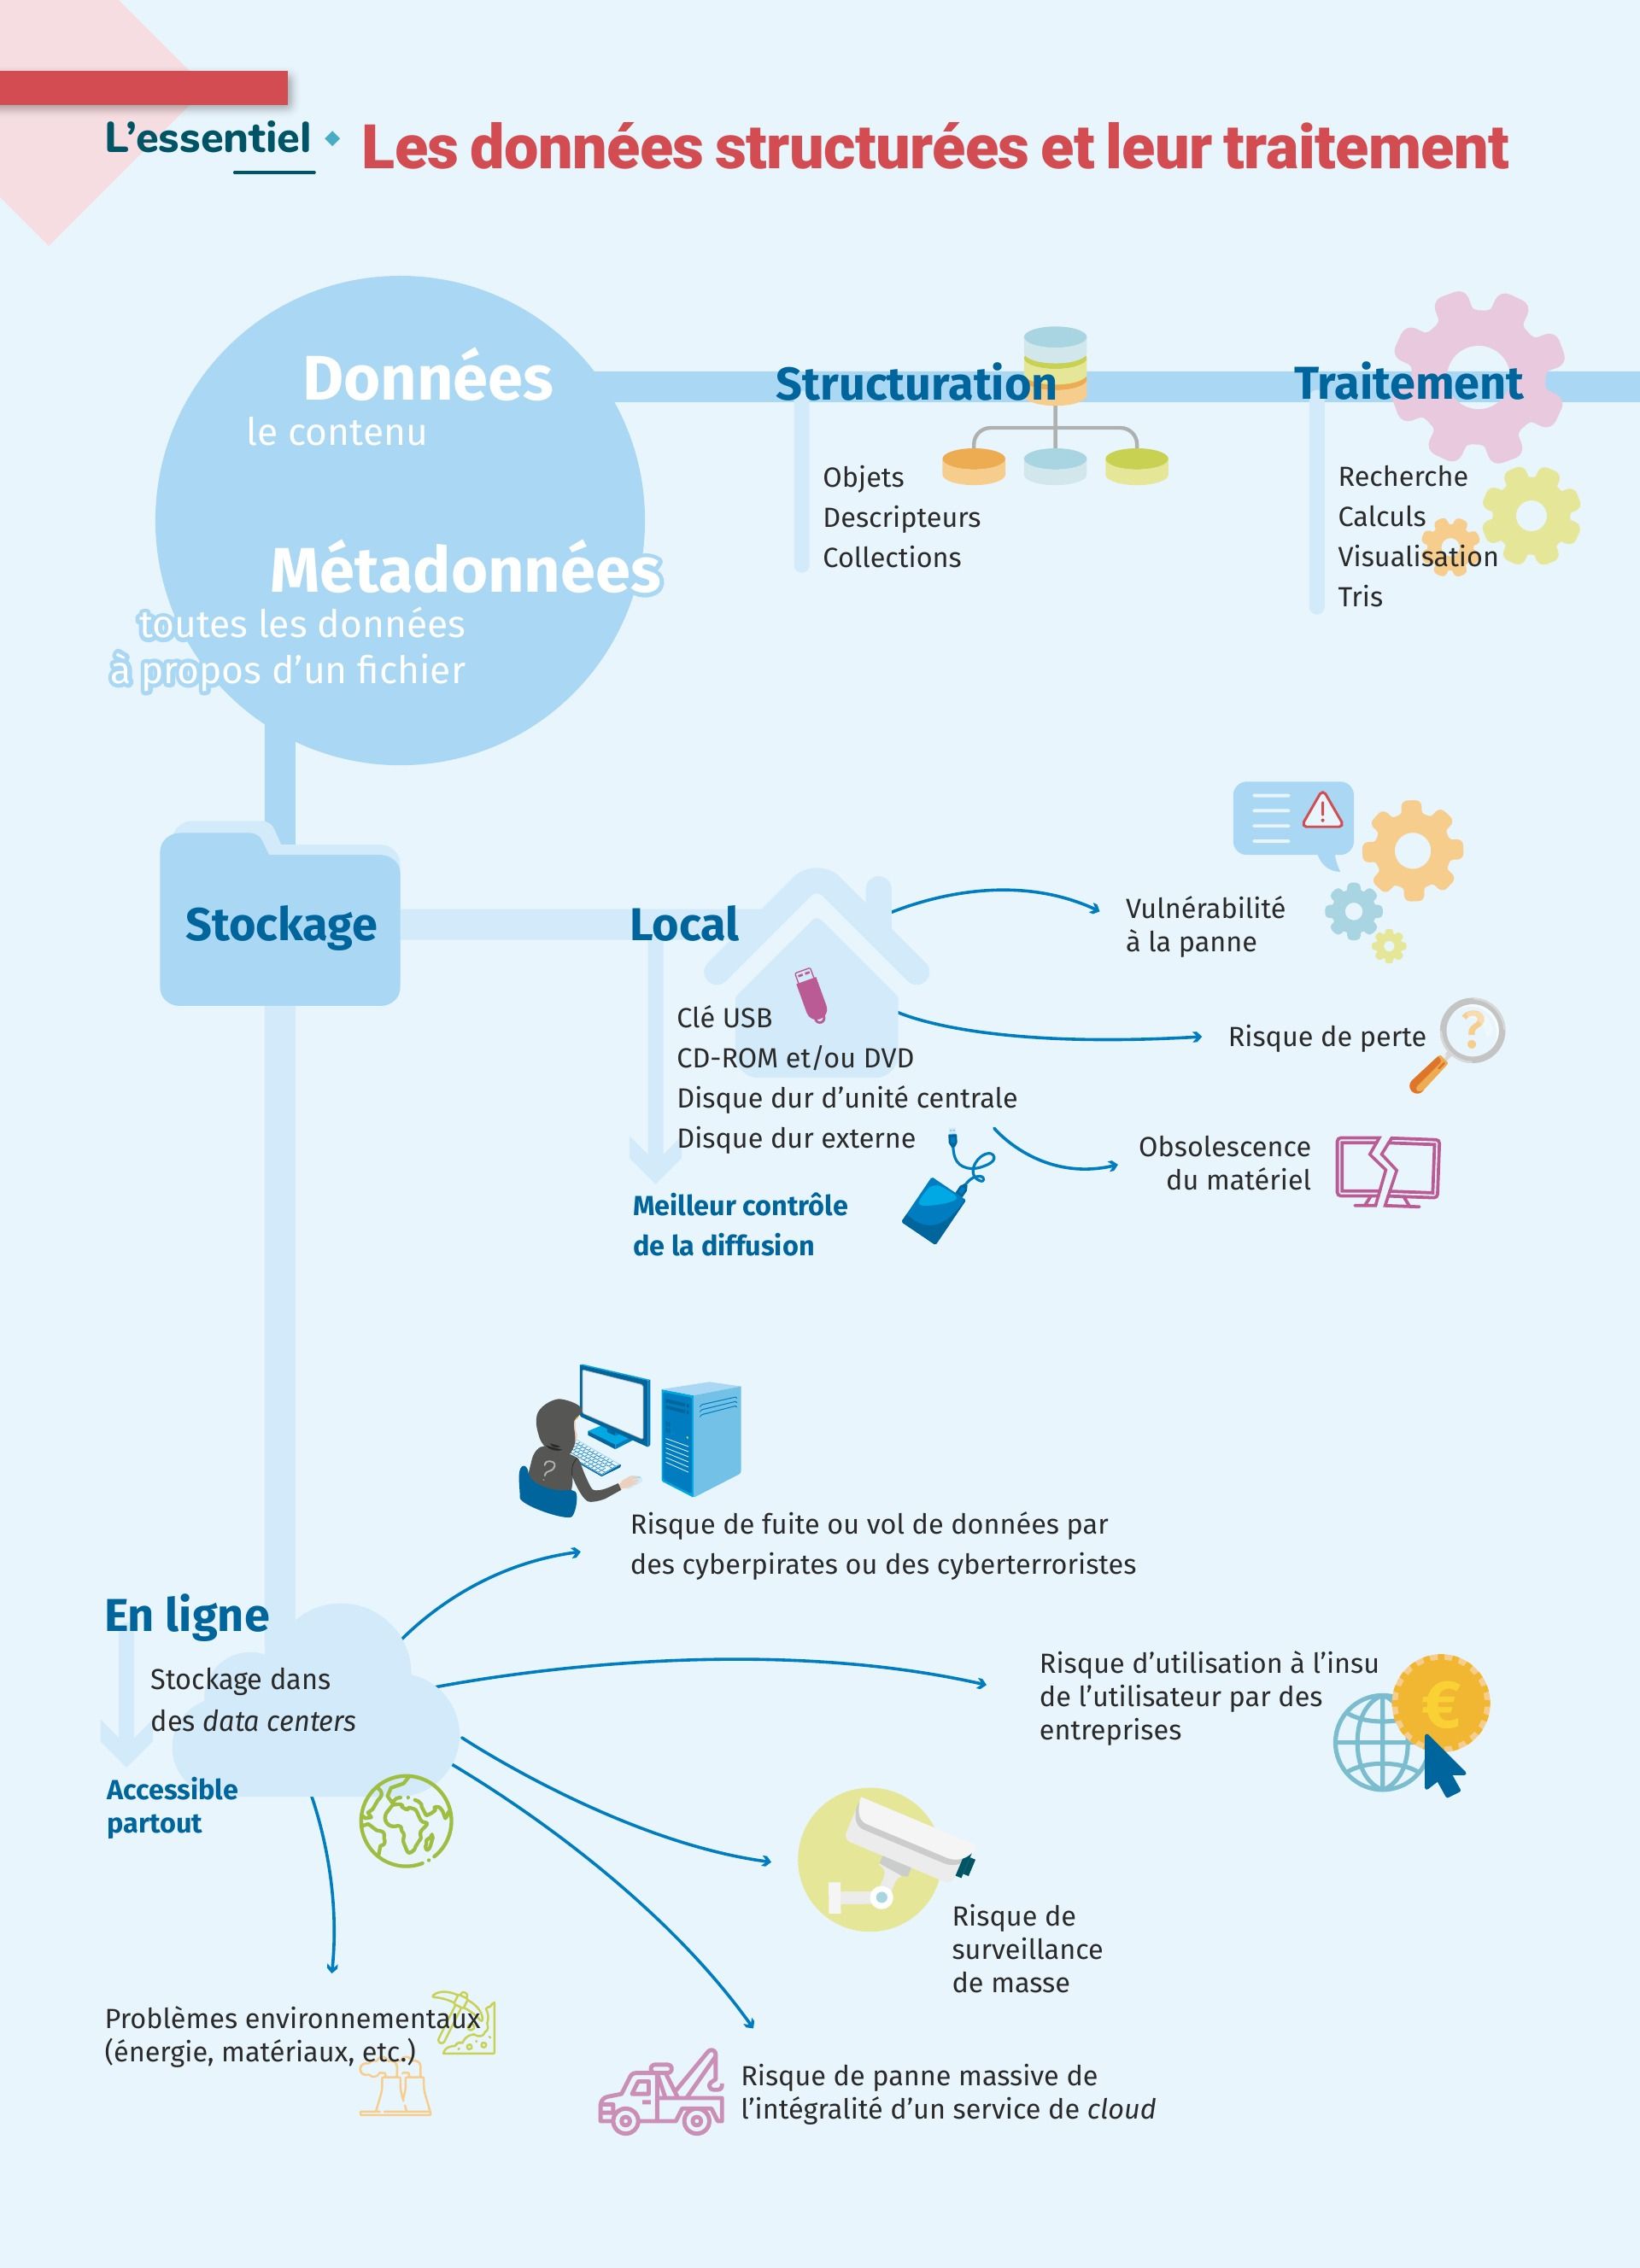 L’essentiel
Les données structurées et leur traitement
Données
le contenu
Métadonnées
toutes les données
à propos d’un fichier
Structuration
Objets
Descripteurs
Collections
Traitement
Recherche
Calculs
Visualisation
Tris
Stockage
Local
Clé USB
CD-ROM et/ou DVD
Disque dur d’unité centrale
Disque dur externe
Meilleur contrôle
de la diffusion
Vulnérabilité
à la panne
Risque de perte
?
Obsolescence
du matériel
?
Risque de fuite ou vol de données par
des cyberpirates ou des cyberterroristes
En ligne
Stockage dans
des data centers
Accessible
partout
Risque d’utilisation à l’insu
de l’utilisateur par des
entreprises
€
Risque de
surveillance
de masse
Problèmes environnementaux
(énergie, matériaux, etc.)
Risque de panne massive de
l’intégralité d’un service de cloud